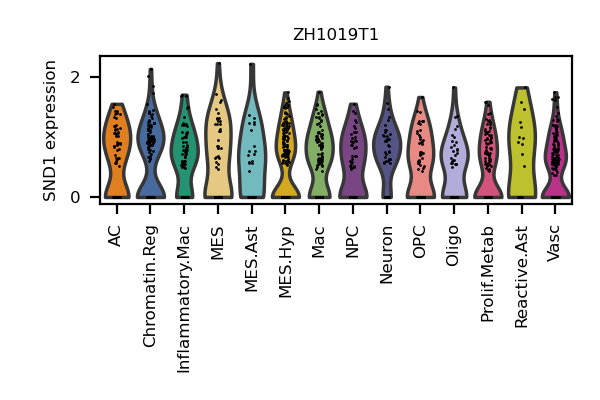 ZH1019T1
SND1 expression
2
0
AC
Chromatin.Reg
Inflammatory.Mac
MES
MES.Ast
MES.Hyp
Mac
NPC
Neuron
OPC
Oligo
Prolif.Metab
Reactive.Ast
Vasc